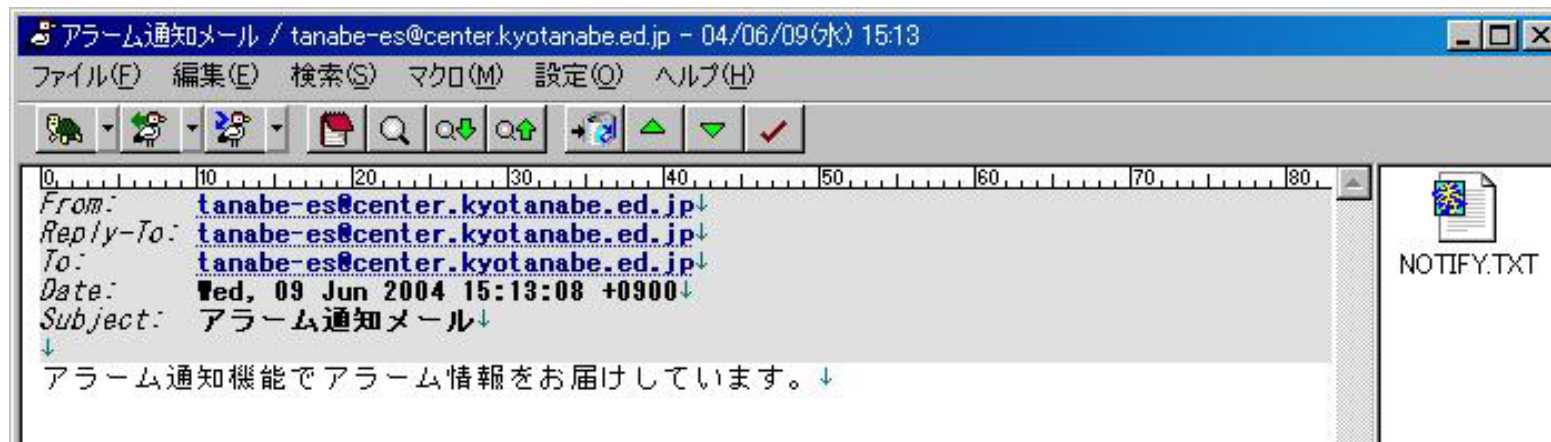 アラーム通知メール / tanabe-es@center.kyotanabe.ed.jp - 04/06/09(水) 15:13
ファイル(F) 編集(E) 検索(S) マクロ(M) 設定(O) ヘルプ(H)
0 10 20 30 40 50 60 70 80
From: tanabe-es@center.kyotanabe.ed.jp↓
Reply-To: tanabe-es@center.kyotanabe.ed.jp↓
To: tanabe-es@center.kyotanabe.ed.jp↓
Date: Wed, 09 Jun 2004 15:13:08 +0900↓
Subject: アラーム通知メール↓
↓
アラーム通知機能でアラーム情報をお届けしています。↓
NOTIFY.TXT